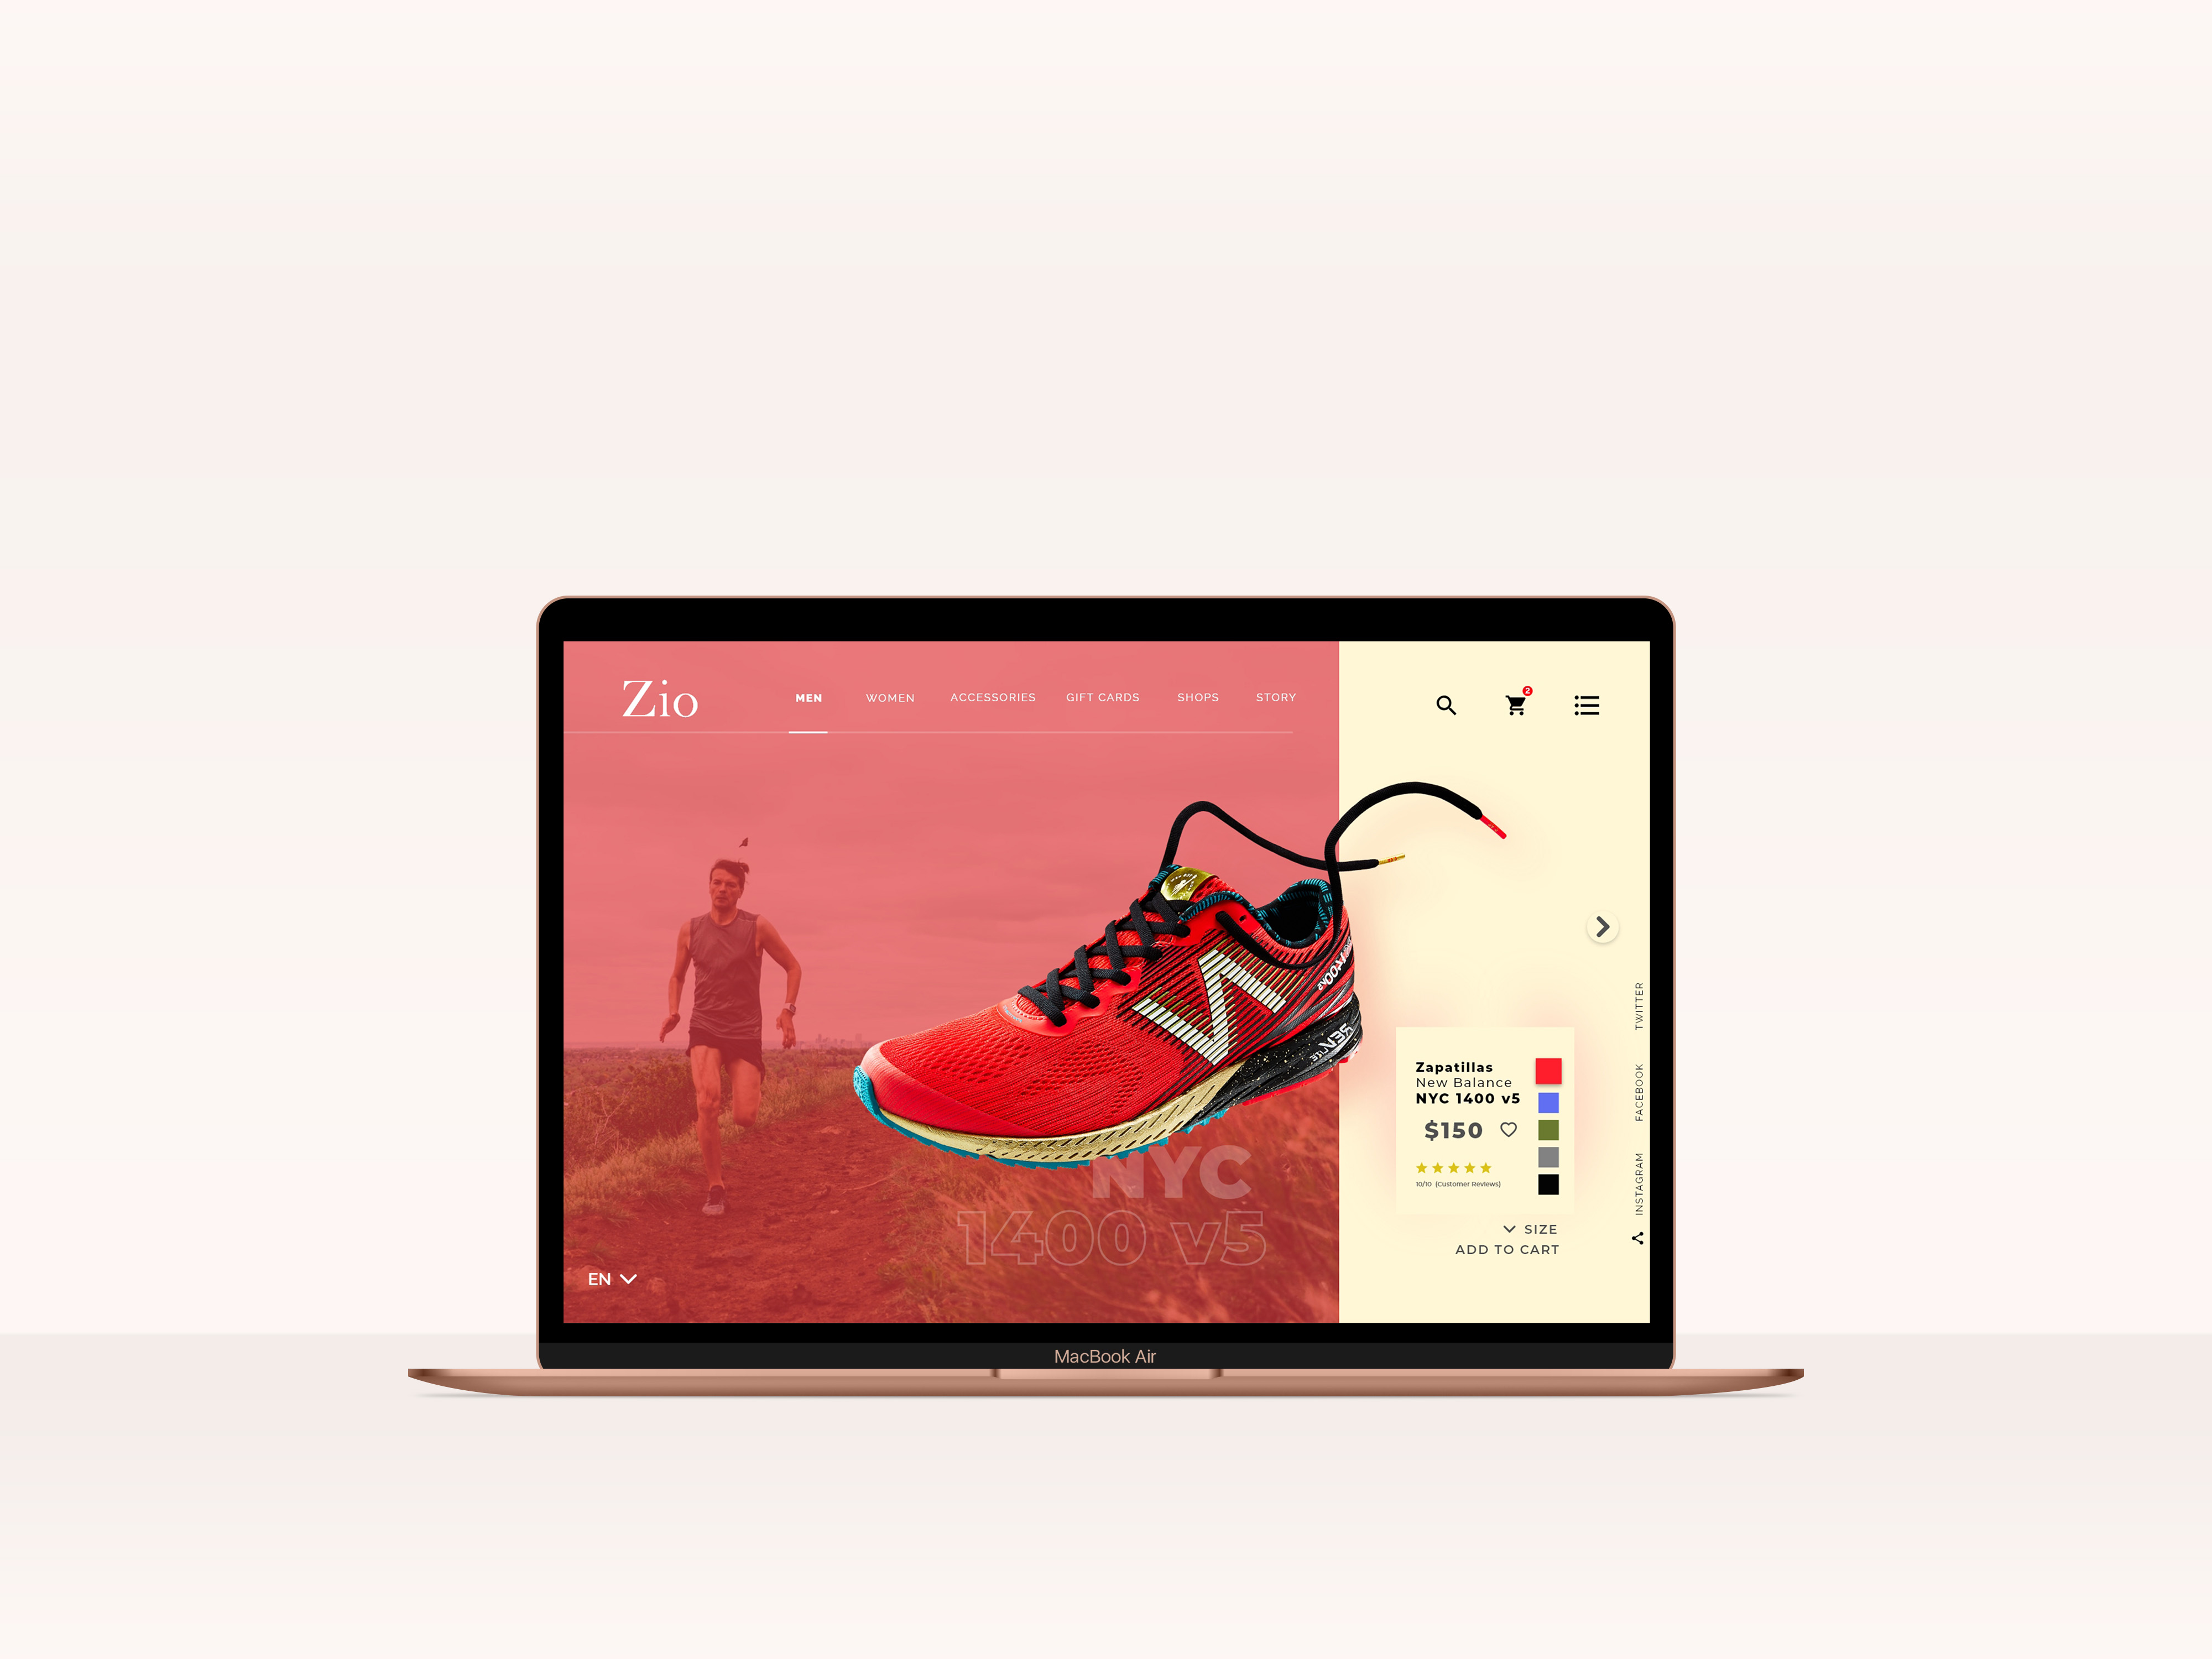 Zio
MEN
WOMEN
ACCESSORIES
GIFT CARDS
SHOPS
STORY
2
TWITTER
FACEBOOK
INSTAGRAM
Zapatillas
New Balance
NYC 1400 v5
$150
10/10 (Customer Reviews)
SIZE
ADD TO CART
NYC
1400 v5
EN
MacBook Air